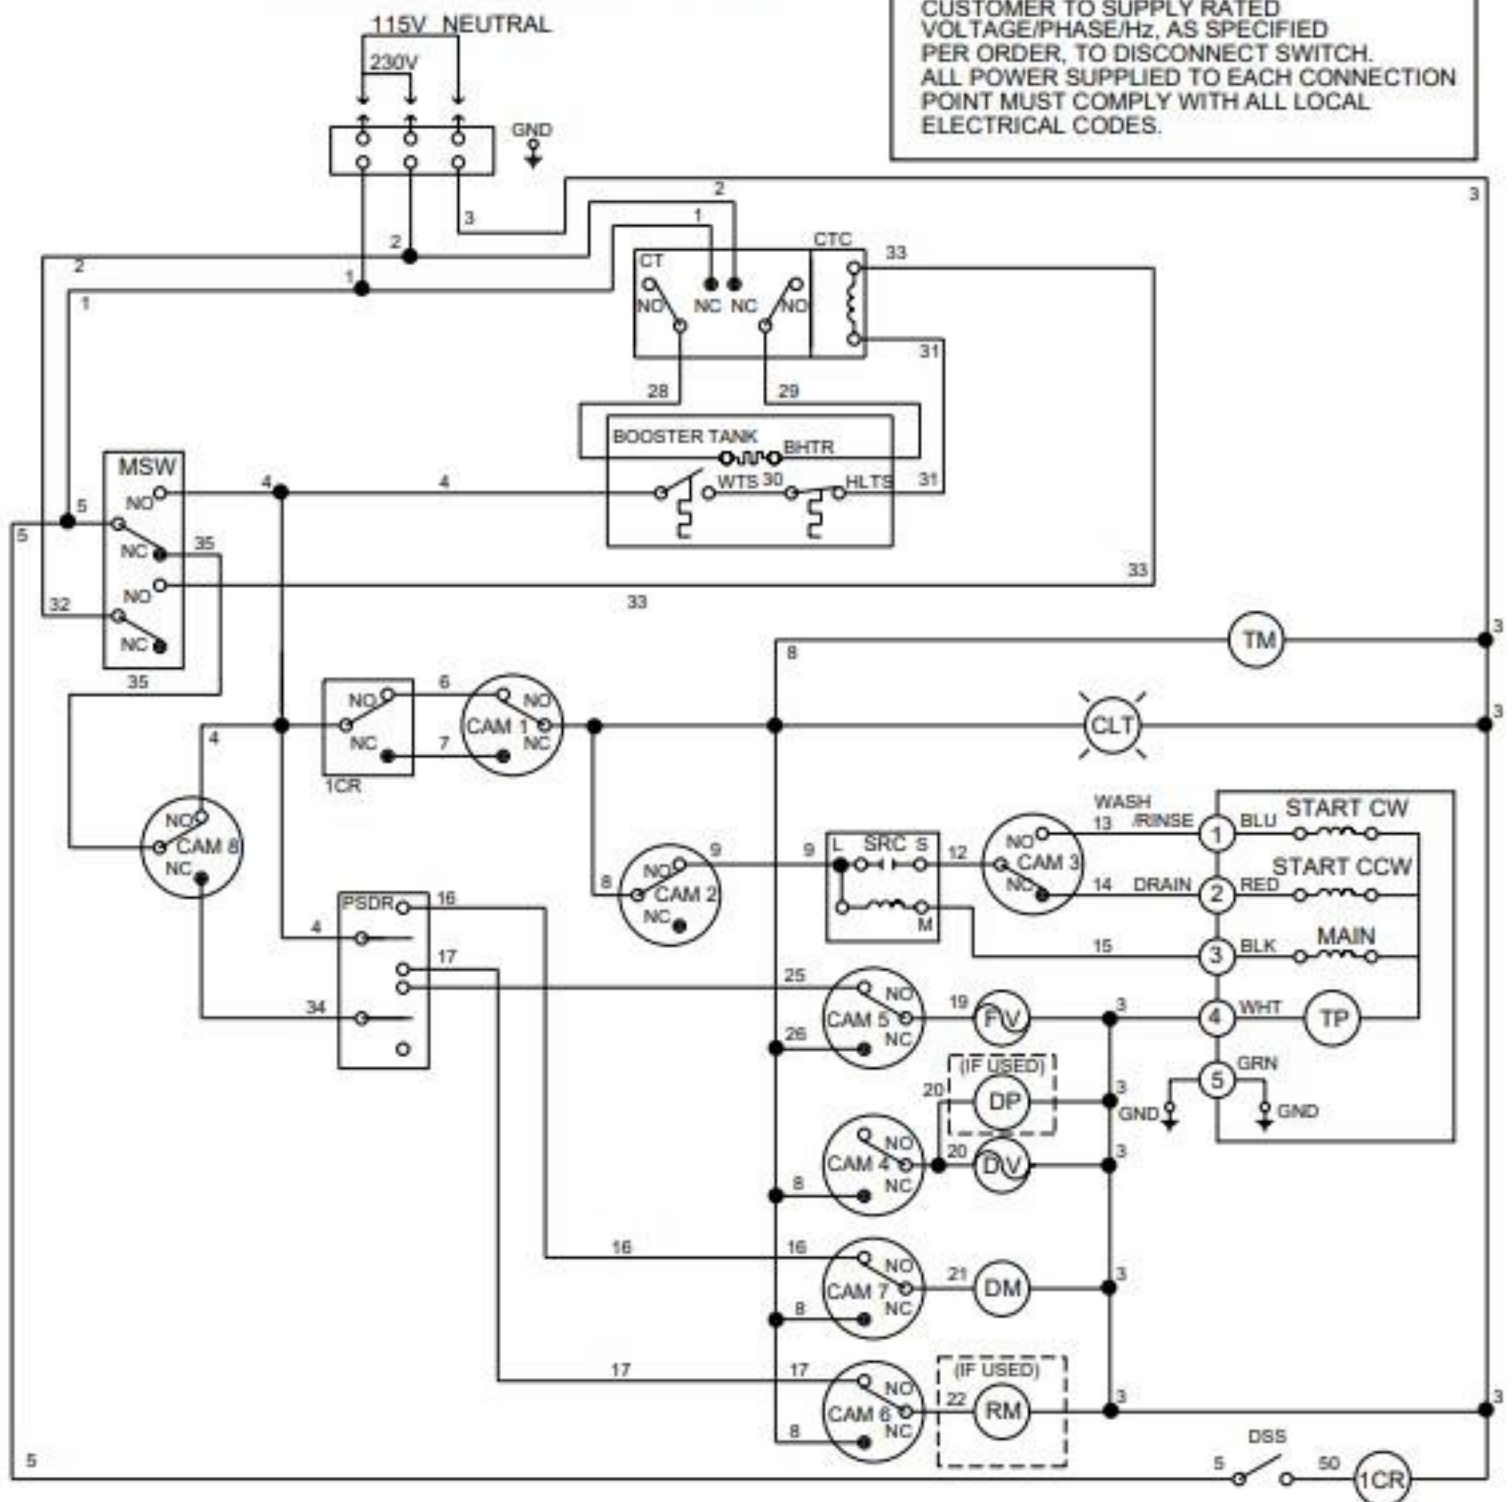 CUSTOMER TO SUPPLY RATED
VOLTAGE/PHASE/Hz, AS SPECIFIED
PER ORDER, TO DISCONNECT SWITCH.
ALL POWER SUPPLIED TO EACH CONNECTION
POINT MUST COMPLY WITH ALL LOCAL
ELECTRICAL CODES.
115V NEUTRAL
230V
GND
2 3
3 1
2 CTC
2 1 CT 33
1 NO NC NC NO
31
28 29
BOOSTER TANK BHTR
MSW
NO 4 4 WTS 30 HLTS 31
5
5 NC 35
NO 33
32 33
NC
3
8 TM
35
NO 6 NO
CAM 1 CLT 3
4 NC 7 NC
1CR
WASH
/RINSE START CW
13 1 BLU
NO L SRC S NO
CAM 8 NO 9 9 12 CAM 3 START CCW
NC 8 CAM 2 NC 14 DRAIN 2 RED
PSDR 16 NC M
4 MAIN
17 15 3 BLK
25 NO
34 CAM 5 19 FV 3 4 WHT TP
26 NC
(IF USED) 5 GRN
20 DP 3
GND GND
NO
CAM 4 20 DV 3
8 NC
16 16 NO
CAM 7 21 DM 3
8 NC
17 17 (IF USED)
NO
CAM 6 22 RM 3 3
8 NC
DSS
5 5 50 1CR